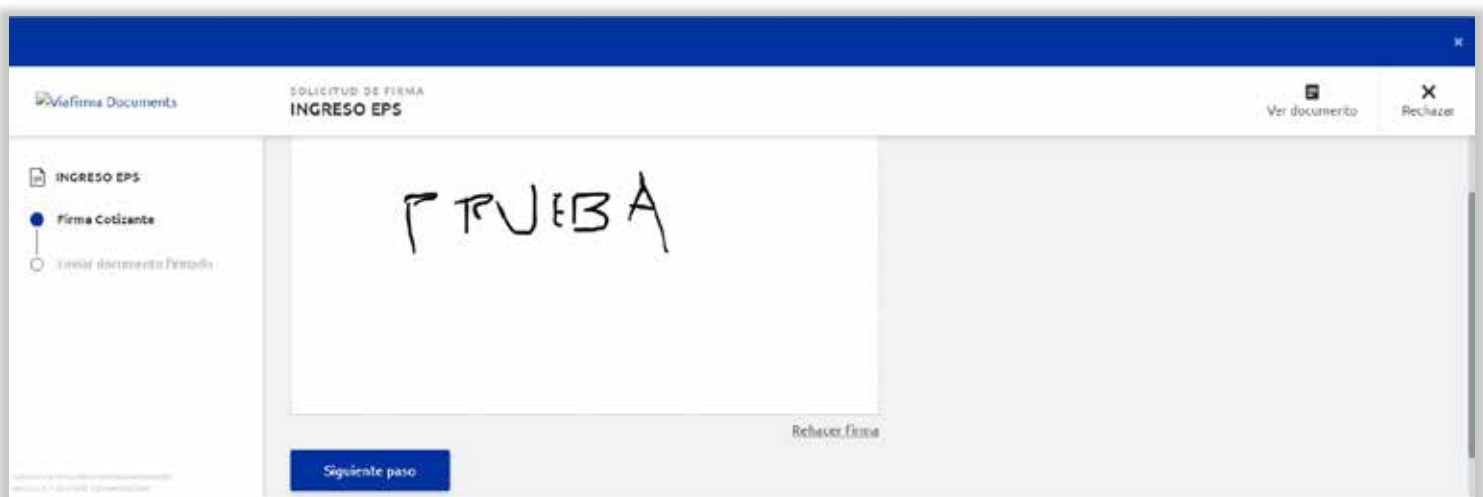 Viafirma Documents
SOLICITUD DE FIRMA
INGRESO EPS
Ver documento
Rechazar
INGRESO EPS
Firma Cotizante
Enviar documento firmado
PRUEBA
Rehacer firma
Siguiente paso